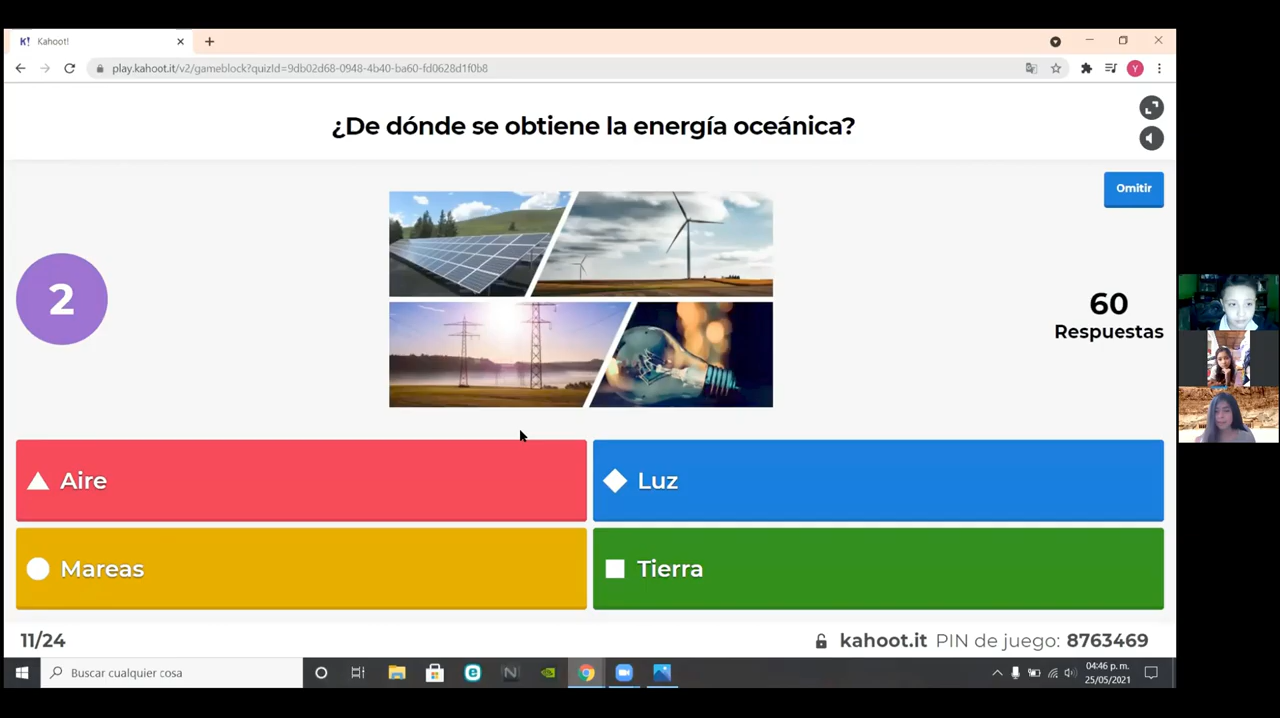 K! Kahoot!
play.kahoot.it/v2/gameblock?quizId=9db02d68-0948-4b40-ba60-fd0628d1f0b8
Y
¿De dónde se obtiene la energía oceánica?
Omitir
2
60
Respuestas
Aire
Luz
Mareas
Tierra
11/24
kahoot.it PIN de juego: 8763469
Buscar cualquier cosa
04:46 p. m.
25/05/2021